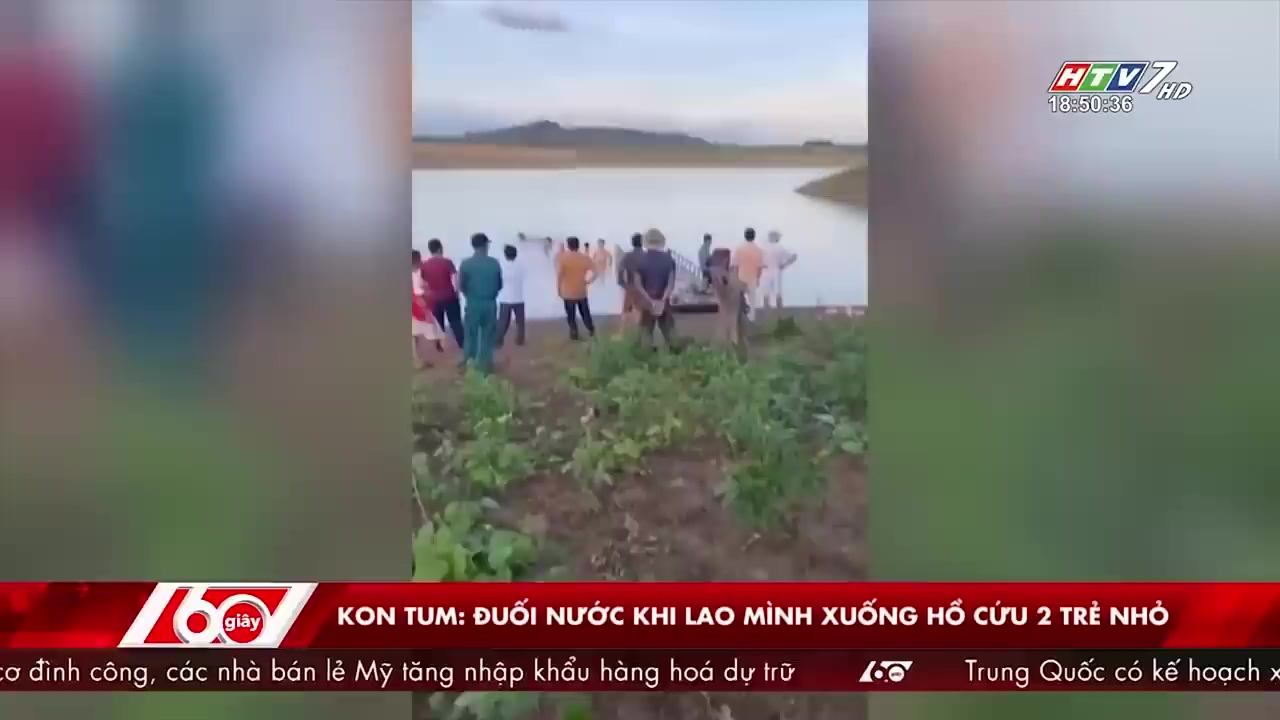 HTV7 HD
18:50:36
60 giây
KON TUM: ĐUỐI NƯỚC KHI LAO MÌNH XUỐNG HỒ CỨU 2 TRẺ NHỎ
cơ đình công, các nhà bán lẻ Mỹ tăng nhập khẩu hàng hoá dự trữ 60 giây Trung Quốc có kế hoạch